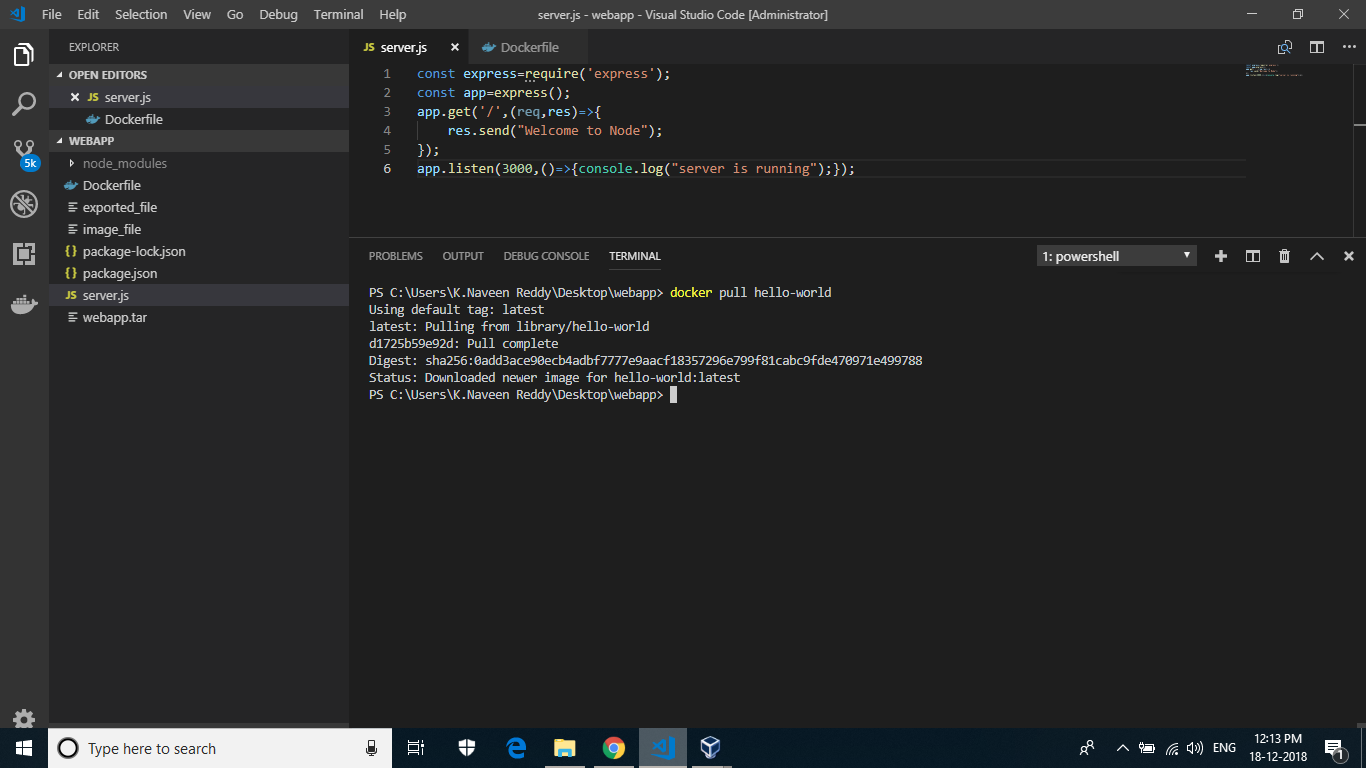 File Edit Selection View Go Debug Terminal Help
server.js - webapp - Visual Studio Code [Administrator]
EXPLORER
OPEN EDITORS
JS server.js
Dockerfile
WEBAPP
node_modules
Dockerfile
exported_file
image_file
{} package-lock.json
{} package.json
JS server.js
webapp.tar
5k
JS server.js
Dockerfile
1 const express=require('express');
2 const app=express();
3 app.get('/',(req,res)=>{
4 res.send("Welcome to Node");
5 });
6 app.listen(3000,()=>{console.log("server is running");});
PROBLEMS OUTPUT DEBUG CONSOLE TERMINAL
1: powershell
PS C:\Users\K.Naveen Reddy\Desktop\webapp> docker pull hello-world
Using default tag: latest
latest: Pulling from library/hello-world
d1725b59e92d: Pull complete
Digest: sha256:0add3ace90ecb4adbf7777e9aacf18357296e799f81cabc9fde470971e499788
Status: Downloaded newer image for hello-world:latest
PS C:\Users\K.Naveen Reddy\Desktop\webapp>
Type here to search
ENG
12:13 PM
18-12-2018
1